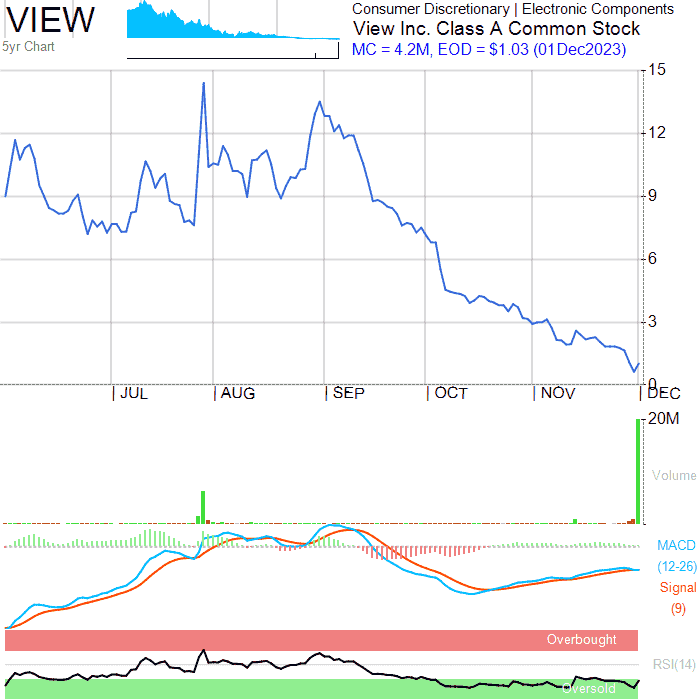 VIEW
5yr Chart
Consumer Discretionary | Electronic Components
View Inc. Class A Common Stock
MC = 4.2M, EOD = $1.03 (01Dec2023)
15
12
9
6
3
0
| JUL | AUG | SEP | OCT | NOV | DEC
20M
Volume
MACD
(12-26)
Signal
(9)
Overbought
RSI(14)
Oversold